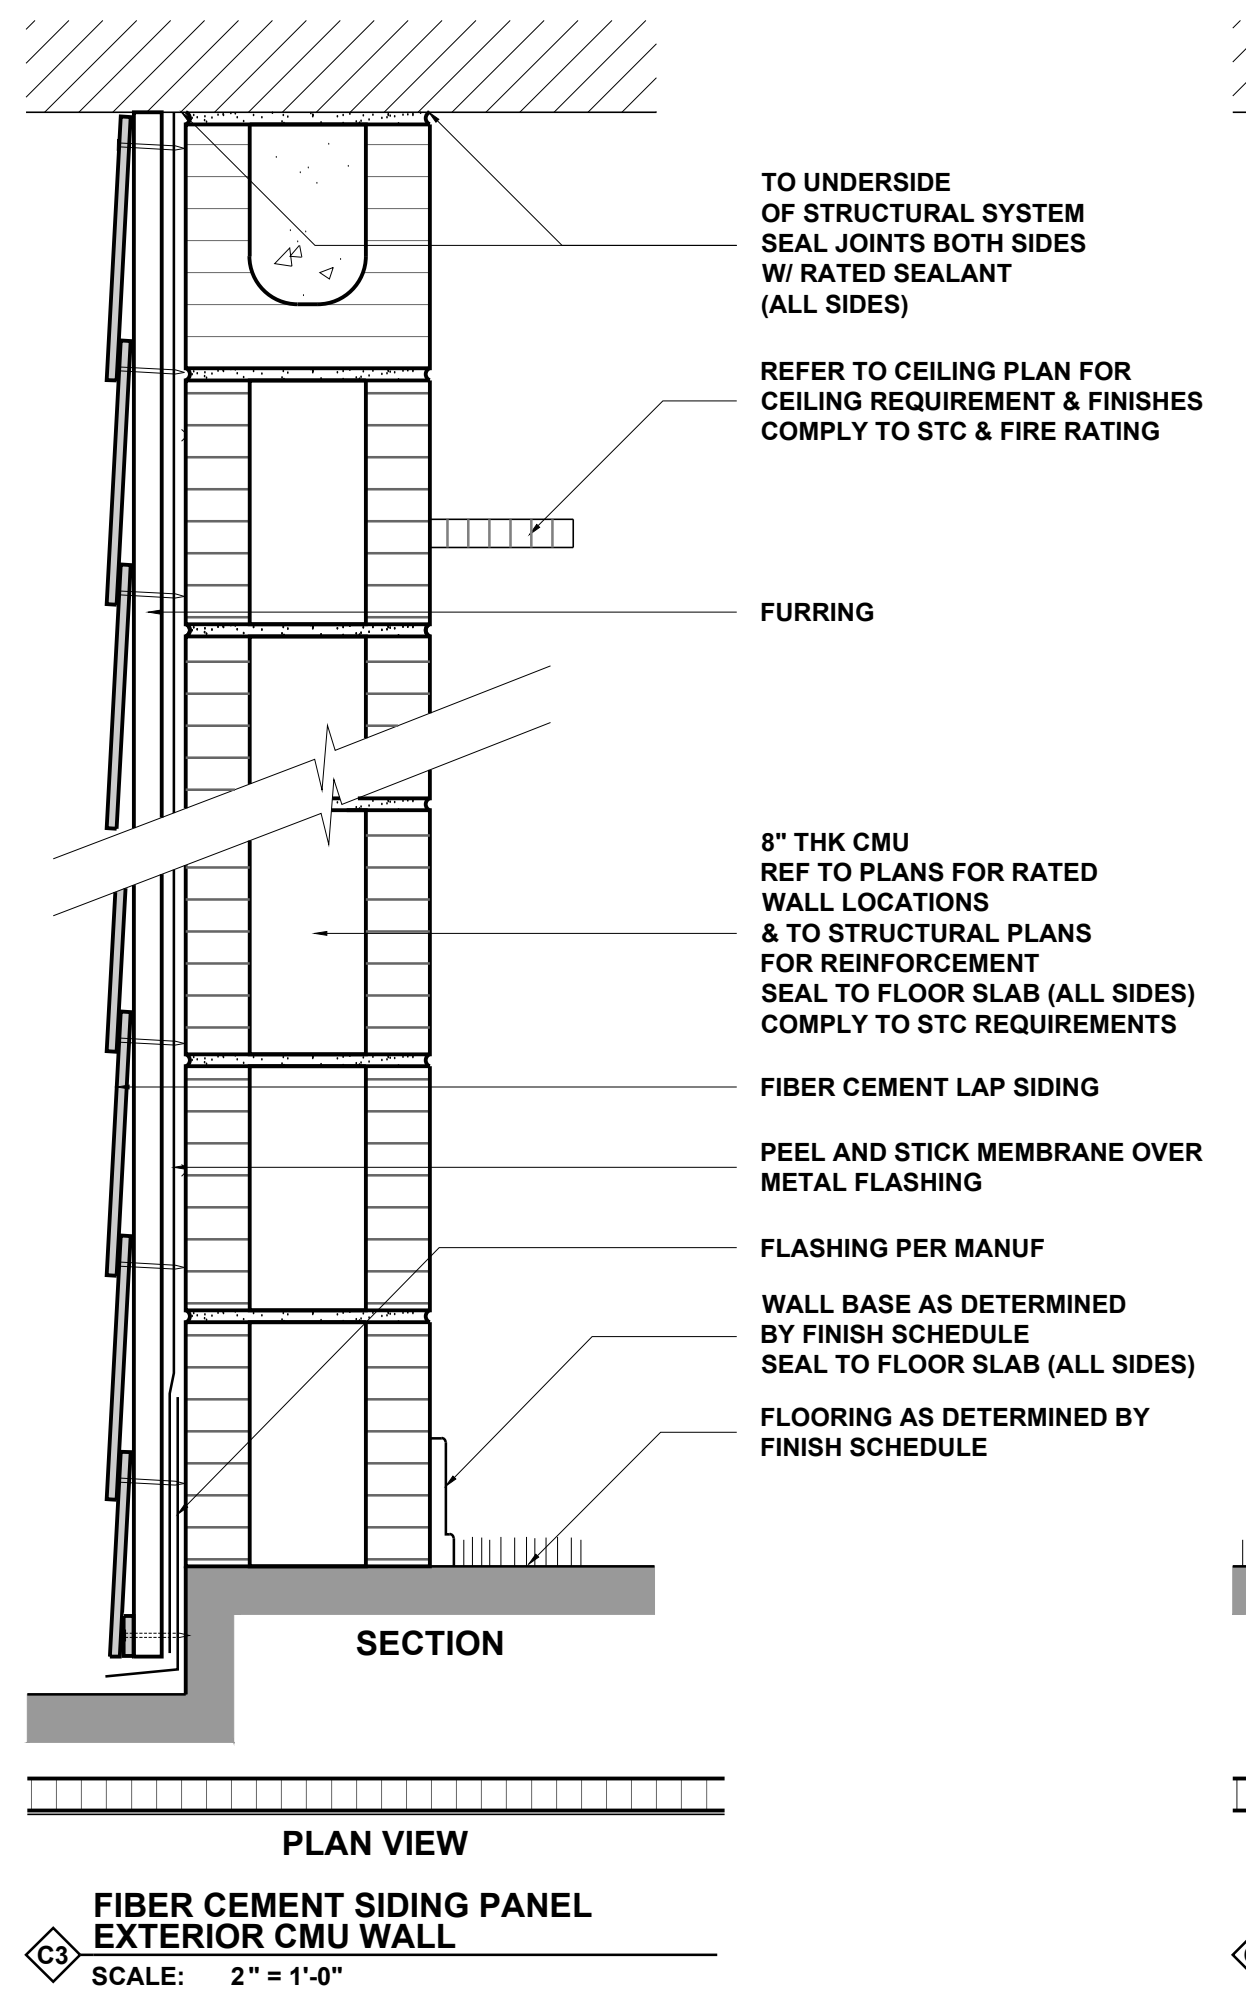 TO UNDERSIDE
OF STRUCTURAL SYSTEM
SEAL JOINTS BOTH SIDES
W/ RATED SEALANT
(ALL SIDES)
REFER TO CEILING PLAN FOR
CEILING REQUIREMENT & FINISHES
COMPLY TO STC & FIRE RATING
FURRING
8" THK CMU
REF TO PLANS FOR RATED
WALL LOCATIONS
& TO STRUCTURAL PLANS
FOR REINFORCEMENT
SEAL TO FLOOR SLAB (ALL SIDES)
COMPLY TO STC REQUIREMENTS
FIBER CEMENT LAP SIDING
PEEL AND STICK MEMBRANE OVER
METAL FLASHING
FLASHING PER MANUF
WALL BASE AS DETERMINED
BY FINISH SCHEDULE
SEAL TO FLOOR SLAB (ALL SIDES)
FLOORING AS DETERMINED BY
FINISH SCHEDULE
SECTION
PLAN VIEW
FIBER CEMENT SIDING PANEL
EXTERIOR CMU WALL
C3
SCALE: 2" = 1'-0"